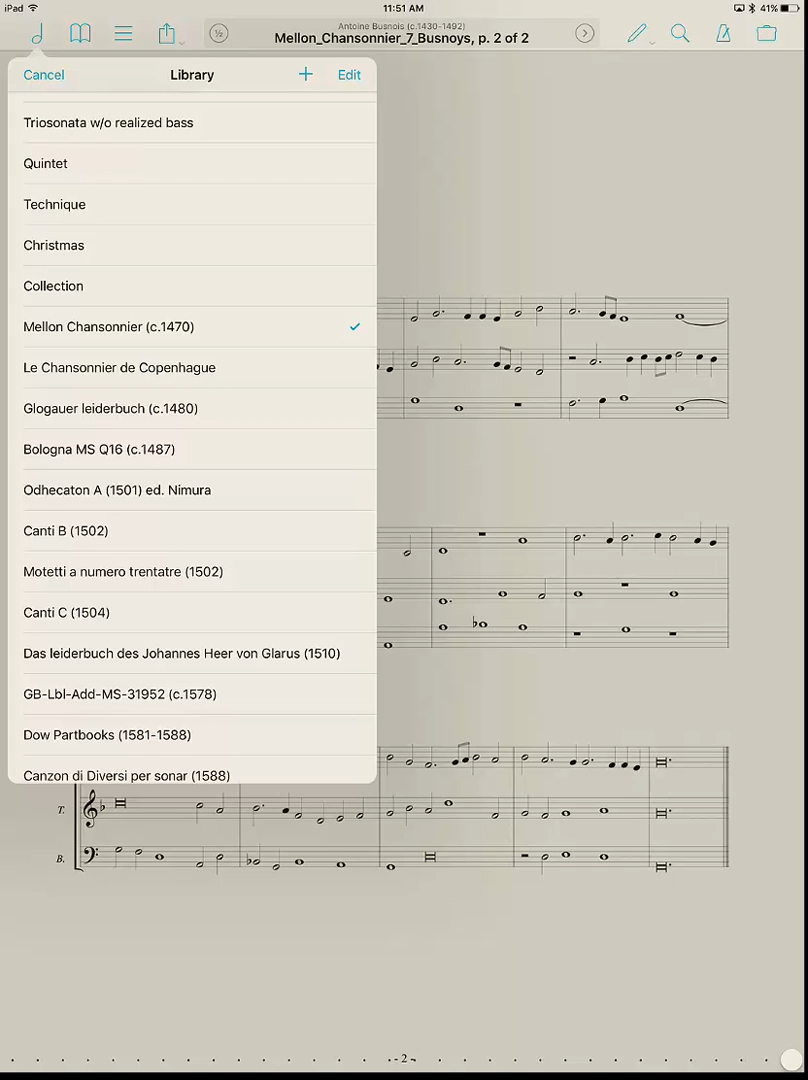 iPad
11:51 AM
41%
½
Antoine Busnois (c.1430-1492)
Mellon_Chansonnier_7_Busnoys, p. 2 of 2
Cancel
Library
+
Edit
Triosonata w/o realized bass
Quintet
Technique
Christmas
Collection
Mellon Chansonnier (c.1470)
Le Chansonnier de Copenhague
Glogauer leiderbuch (c.1480)
Bologna MS Q16 (c.1487)
Odhecaton A (1501) ed. Nimura
Canti B (1502)
Motetti a numero trentatre (1502)
Canti C (1504)
Das leiderbuch des Johannes Heer von Glarus (1510)
GB-Lbl-Add-MS-31952 (c.1578)
Dow Partbooks (1581-1588)
Canzon di Diversi per sonar (1588)
T.
B.
- 2 -